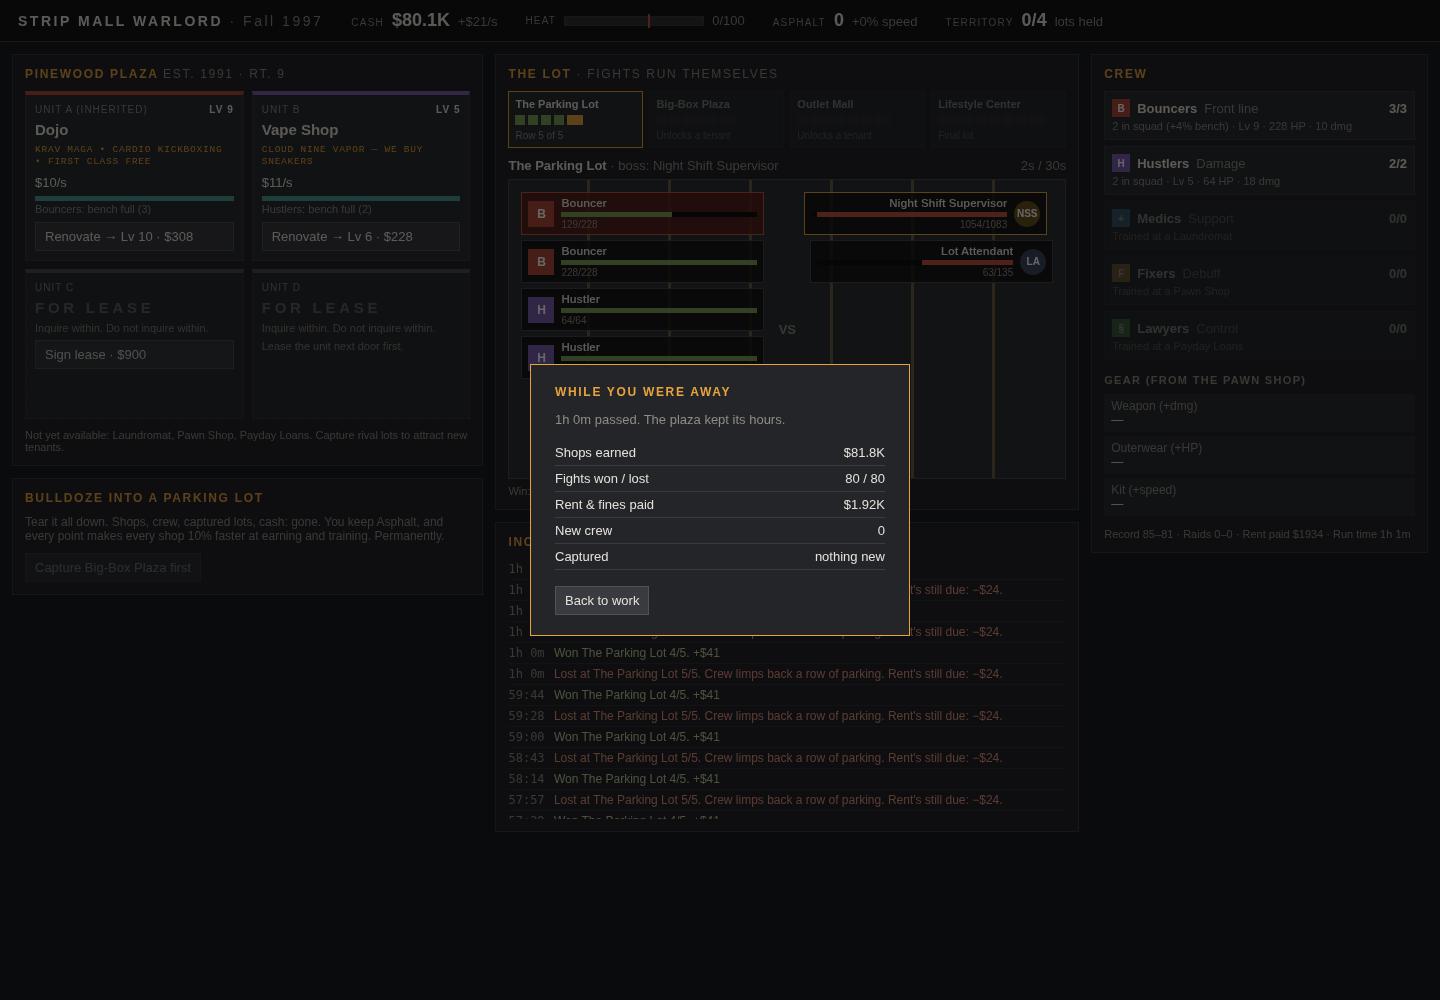 STRIP MALL WARLORD · Fall 1997
CASH $80.1K +$21/s
HEAT 0/100
ASPHALT 0 +0% speed
TERRITORY 0/4 lots held
PINEWOOD PLAZA EST. 1991 · RT. 9
UNIT A (INHERITED) LV 9
Dojo
KRAV MAGA • CARDIO KICKBOXING
• FIRST CLASS FREE
$10/s
Bouncers: bench full (3)
Renovate → Lv 10 · $308
UNIT B LV 5
Vape Shop
CLOUD NINE VAPOR — WE BUY
SNEAKERS
$11/s
Hustlers: bench full (2)
Renovate → Lv 6 · $228
UNIT C
FOR LEASE
Inquire within. Do not inquire within.
Sign lease · $900
UNIT D
FOR LEASE
Inquire within. Do not inquire within.
Lease the unit next door first.
Not yet available: Laundromat, Pawn Shop, Payday Loans. Capture rival lots to attract new
tenants.
BULLDOZE INTO A PARKING LOT
Tear it all down. Shops, crew, captured lots, cash: gone. You keep Asphalt, and
every point makes every shop 10% faster at earning and training. Permanently.
Capture Big-Box Plaza first
THE LOT · FIGHTS RUN THEMSELVES
The Parking Lot
Row 5 of 5
Big-Box Plaza
Unlocks a tenant
Outlet Mall
Unlocks a tenant
Lifestyle Center
Final lot
The Parking Lot · boss: Night Shift Supervisor 2s / 30s
B Bouncer
129/228
B Bouncer
228/228
H Hustler
64/64
H Hustler
VS
Night Shift Supervisor NSS
1054/1083
Lot Attendant LA
63/135
Win:
WHILE YOU WERE AWAY
1h 0m passed. The plaza kept its hours.
Shops earned $81.8K
Fights won / lost 80 / 80
Rent & fines paid $1.92K
New crew 0
Captured nothing new
Back to work
INC
1h
1h 's still due: −$24.
1h
1h 's still due: −$24.
1h 0m Won The Parking Lot 4/5. +$41
1h 0m Lost at The Parking Lot 5/5. Crew limps back a row of parking. Rent's still due: −$24.
59:44 Won The Parking Lot 4/5. +$41
59:28 Lost at The Parking Lot 5/5. Crew limps back a row of parking. Rent's still due: −$24.
59:00 Won The Parking Lot 4/5. +$41
58:43 Lost at The Parking Lot 5/5. Crew limps back a row of parking. Rent's still due: −$24.
58:14 Won The Parking Lot 4/5. +$41
57:57 Lost at The Parking Lot 5/5. Crew limps back a row of parking. Rent's still due: −$24.
Won The Parking Lot 4/5. +$41
CREW
B Bouncers Front line 3/3
2 in squad (+4% bench) · Lv 9 · 228 HP · 10 dmg
H Hustlers Damage 2/2
2 in squad · Lv 5 · 64 HP · 18 dmg
+ Medics Support 0/0
Trained at a Laundromat
F Fixers Debuff 0/0
Trained at a Pawn Shop
§ Lawyers Control 0/0
Trained at a Payday Loans
GEAR (FROM THE PAWN SHOP)
Weapon (+dmg)
—
Outerwear (+HP)
—
Kit (+speed)
—
Record 85–81 · Raids 0–0 · Rent paid $1934 · Run time 1h 1m